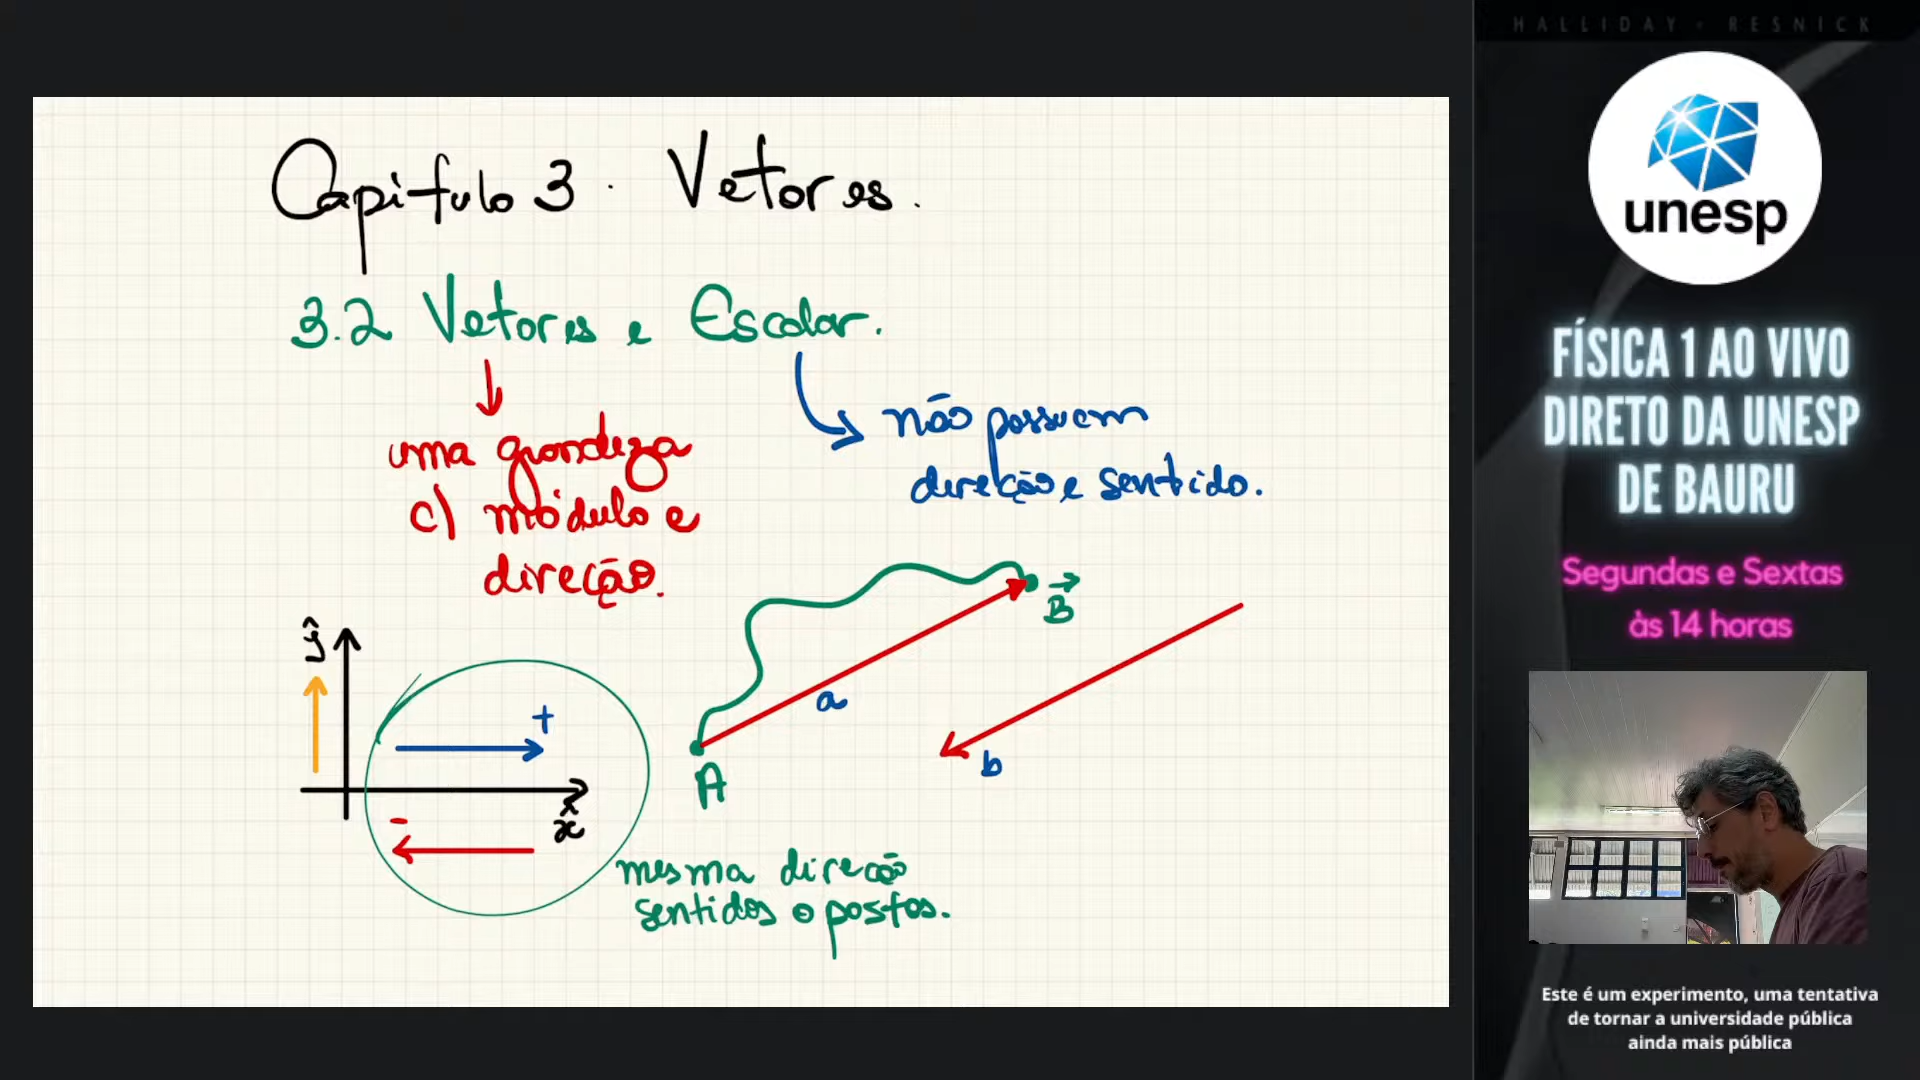 Capítulo 3. Vetores.
3.2 Vetores e Escalar.
uma grandeza
c/ módulo e
direção.
não possuem
direção e sentido.
ŷ
+
-
x̂
A
a
B⃗
b
mesma direção
sentidos opostos.
HALLIDAY • RESNICK
unesp
FÍSICA 1 AO VIVO
DIRETO DA UNESP
DE BAURU
Segundas e Sextas
às 14 horas
Este é um experimento, uma tentativa
de tornar a universidade pública
ainda mais pública